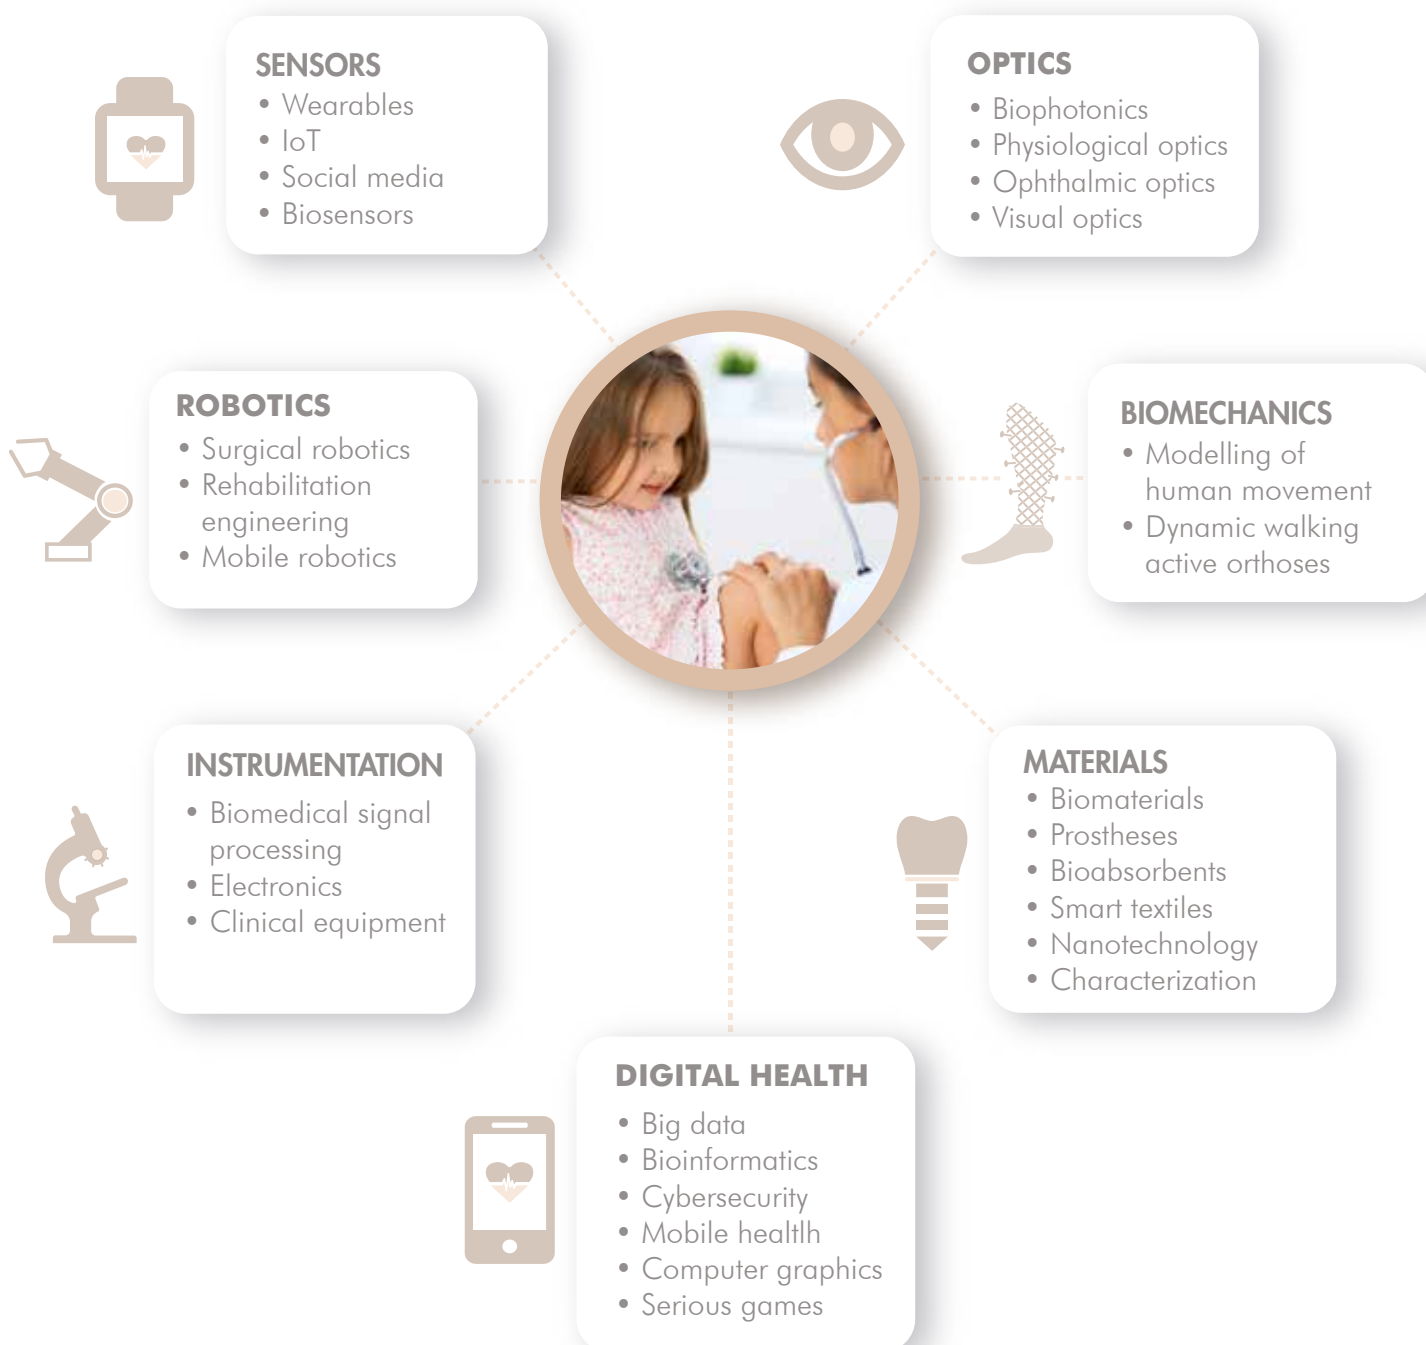 SENSORS
• Wearables
• IoT
• Social media
• Biosensors
OPTICS
• Biophotonics
• Physiological optics
• Ophthalmic optics
• Visual optics
ROBOTICS
• Surgical robotics
• Rehabilitation
engineering
• Mobile robotics
BIOMECHANICS
• Modelling of
human movement
• Dynamic walking
active orthoses
INSTRUMENTATION
• Biomedical signal
processing
• Electronics
• Clinical equipment
MATERIALS
• Biomaterials
• Prostheses
• Bioabsorbents
• Smart textiles
• Nanotechnology
• Characterization
DIGITAL HEALTH
• Big data
• Bioinformatics
• Cybersecurity
• Mobile healtlh
• Computer graphics
• Serious games